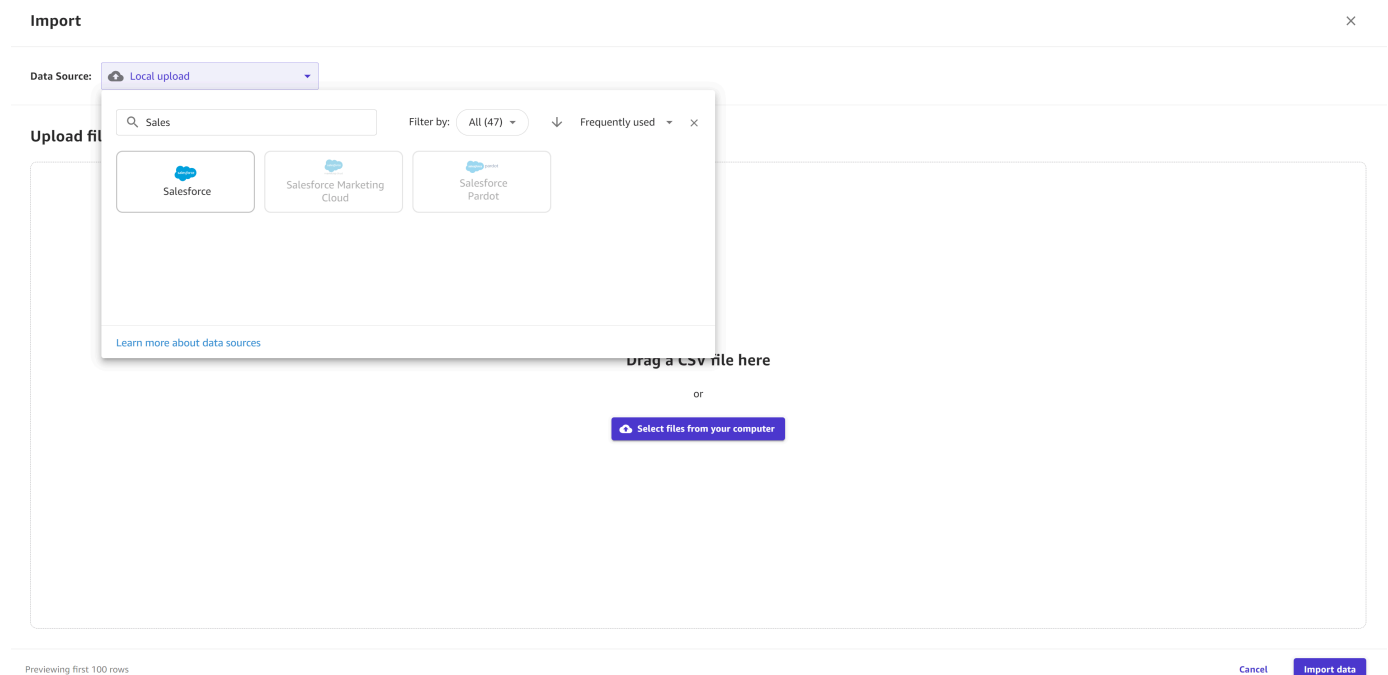 Import
Data Source: Local upload
Sales
Filter by: All (47)
Frequently used
Upload fil
Salesforce
Salesforce Marketing
Cloud
Salesforce
Pardot
Learn more about data sources
Drag a CSV file here
or
Select files from your computer
Previewing first 100 rows
Cancel
Import data